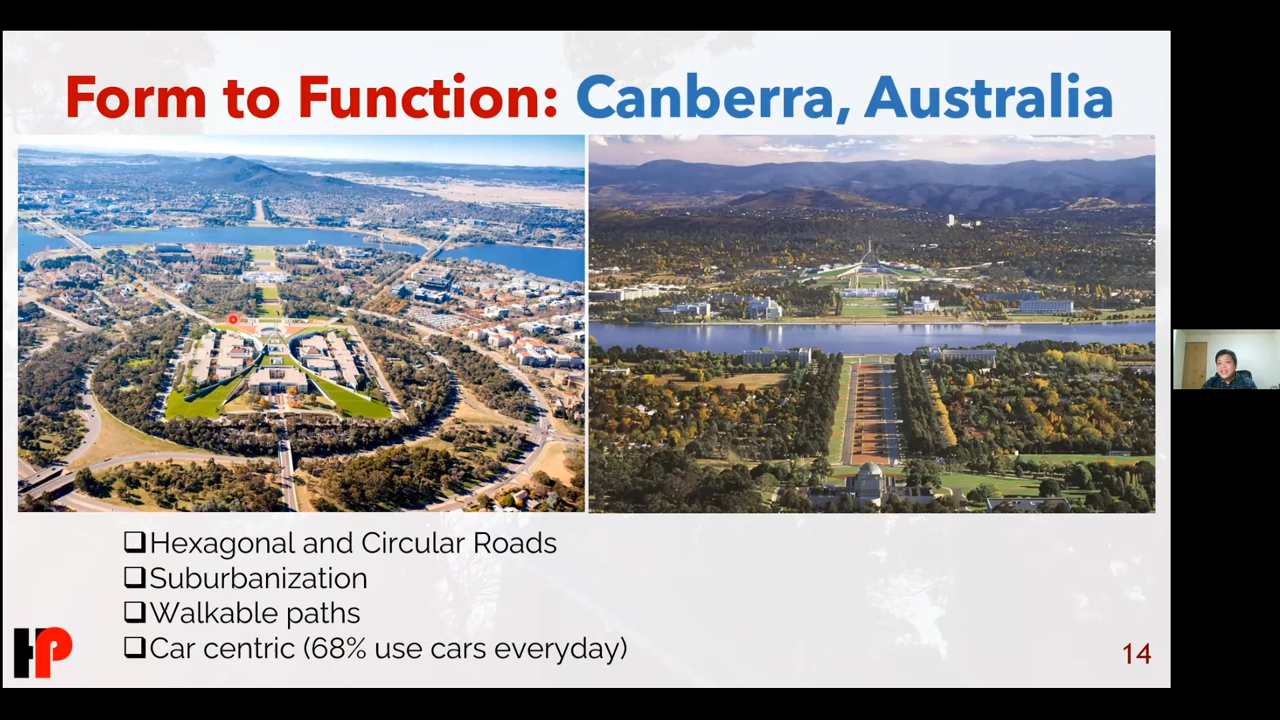 Form to Function: Canberra, Australia
Hexagonal and Circular Roads
Suburbanization
Walkable paths
Car centric (68% use cars everyday)
HP
14